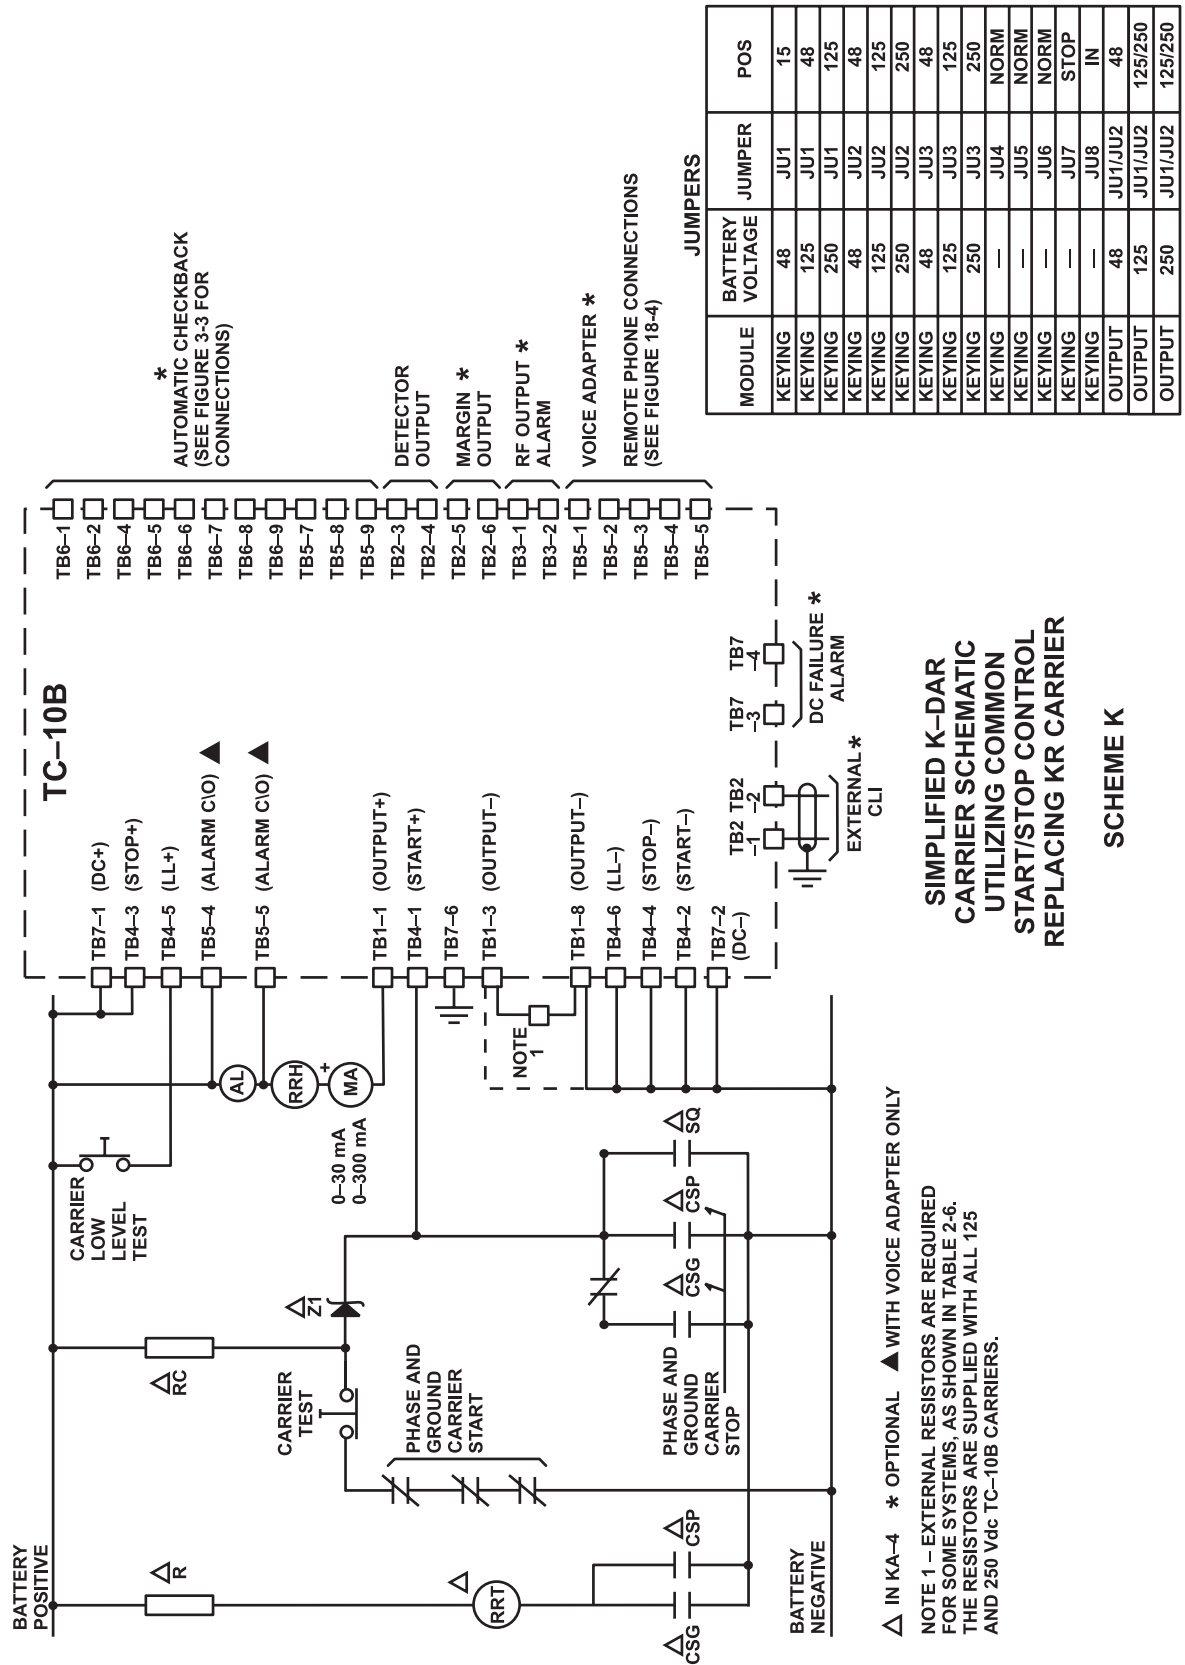 BATTERY
POSITIVE
CARRIER
LOW
LEVEL
TEST
RC
R
CARRIER
TEST
Z1
PHASE AND
GROUND
CARRIER
START
RRT
CSG
CSP
PHASE AND
GROUND
CARRIER
STOP
CSG
CSP
SQ
BATTERY
NEGATIVE
AL
RRH
+
MA
0–30 mA
0–300 mA
NOTE
1
TC–10B
TB7–1 (DC+)
TB4–3 (STOP+)
TB4–5 (LL+)
TB5–4 (ALARM C\O) ▲
TB5–5 (ALARM C\O) ▲
TB1–1 (OUTPUT+)
TB4–1 (START+)
TB7–6
TB1–3 (OUTPUT–)
TB1–8 (OUTPUT–)
TB4–6 (LL–)
TB4–4 (STOP–)
TB4–2 (START–)
TB7–2
(DC–)
TB2
–1
TB2
–2
EXTERNAL *
CLI
TB7
–3
TB7
–4
DC FAILURE *
ALARM
TB6–1
TB6–2
TB6–4
TB6–5
TB6–6
TB6–7
TB6–8
TB6–9
TB5–7
TB5–8
TB5–9
TB2–3
TB2–4
TB2–5
TB2–6
TB3–1
TB3–2
TB5–1
TB5–2
TB5–3
TB5–4
TB5–5
*
AUTOMATIC CHECKBACK
(SEE FIGURE 3-3 FOR
CONNECTIONS)
DETECTOR
OUTPUT
MARGIN *
OUTPUT
RF OUTPUT *
ALARM
VOICE ADAPTER *
REMOTE PHONE CONNECTIONS
(SEE FIGURE 18-4)
△ IN KA–4 * OPTIONAL ▲ WITH VOICE ADAPTER ONLY
NOTE 1 – EXTERNAL RESISTORS ARE REQUIRED
FOR SOME SYSTEMS, AS SHOWN IN TABLE 2-6.
THE RESISTORS ARE SUPPLIED WITH ALL 125
AND 250 Vdc TC–10B CARRIERS.
SIMPLIFIED K–DAR
CARRIER SCHEMATIC
UTILIZING COMMON
START/STOP CONTROL
REPLACING KR CARRIER
SCHEME K
JUMPERS
MODULE BATTERY VOLTAGE JUMPER POS
KEYING 48 JU1 15
KEYING 125 JU1 48
KEYING 250 JU1 125
KEYING 48 JU2 48
KEYING 125 JU2 125
KEYING 250 JU2 250
KEYING 48 JU3 48
KEYING 125 JU3 125
KEYING 250 JU3 250
KEYING — JU4 NORM
KEYING — JU5 NORM
KEYING — JU6 NORM
KEYING — JU7 STOP
KEYING — JU8 IN
OUTPUT 48 JU1/JU2 48
OUTPUT 125 JU1/JU2 125/250
OUTPUT 250 JU1/JU2 125/250